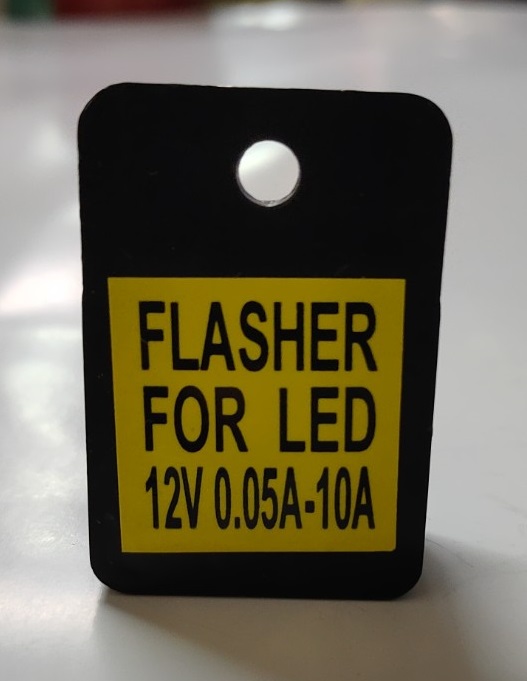 FLASHER
FOR LED
12V 0.05A-10A